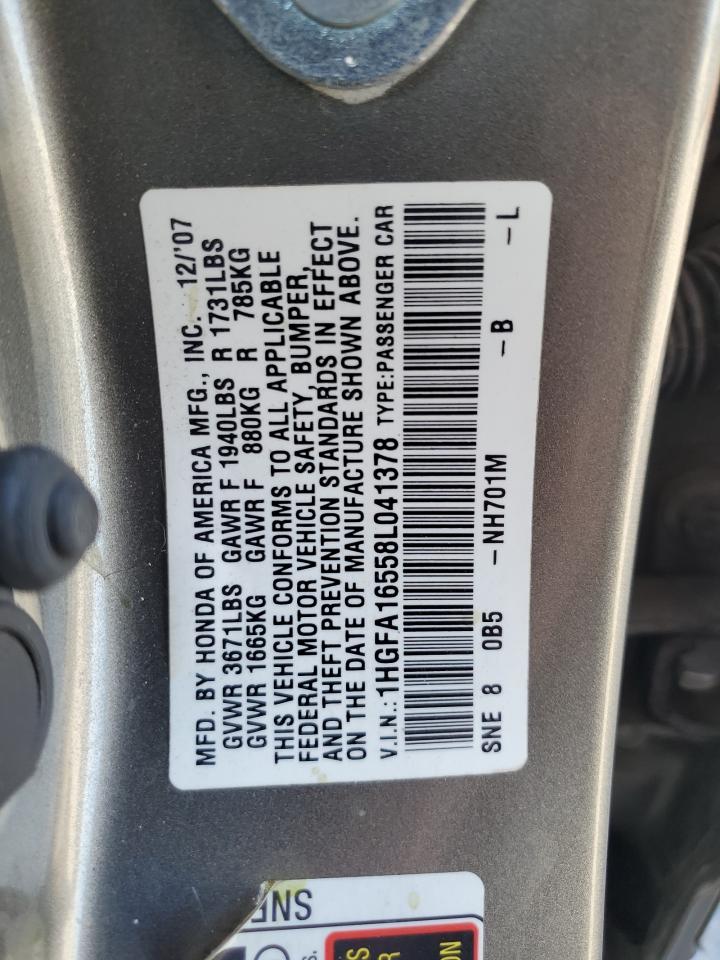 MFD. BY HONDA OF AMERICA MFG., INC. 12/'07
GVWR 3671LBS GAWR F 1940LBS R 1731LBS
GVWR 1665KG GAWR F 880KG R 785KG
THIS VEHICLE CONFORMS TO ALL APPLICABLE
FEDERAL MOTOR VEHICLE SAFETY, BUMPER,
AND THEFT PREVENTION STANDARDS IN EFFECT
ON THE DATE OF MANUFACTURE SHOWN ABOVE.
V.I.N.:1HGFA16558L041378 TYPE:PASSENGER CAR
SNE 8 0B5 -NH701M -B -L